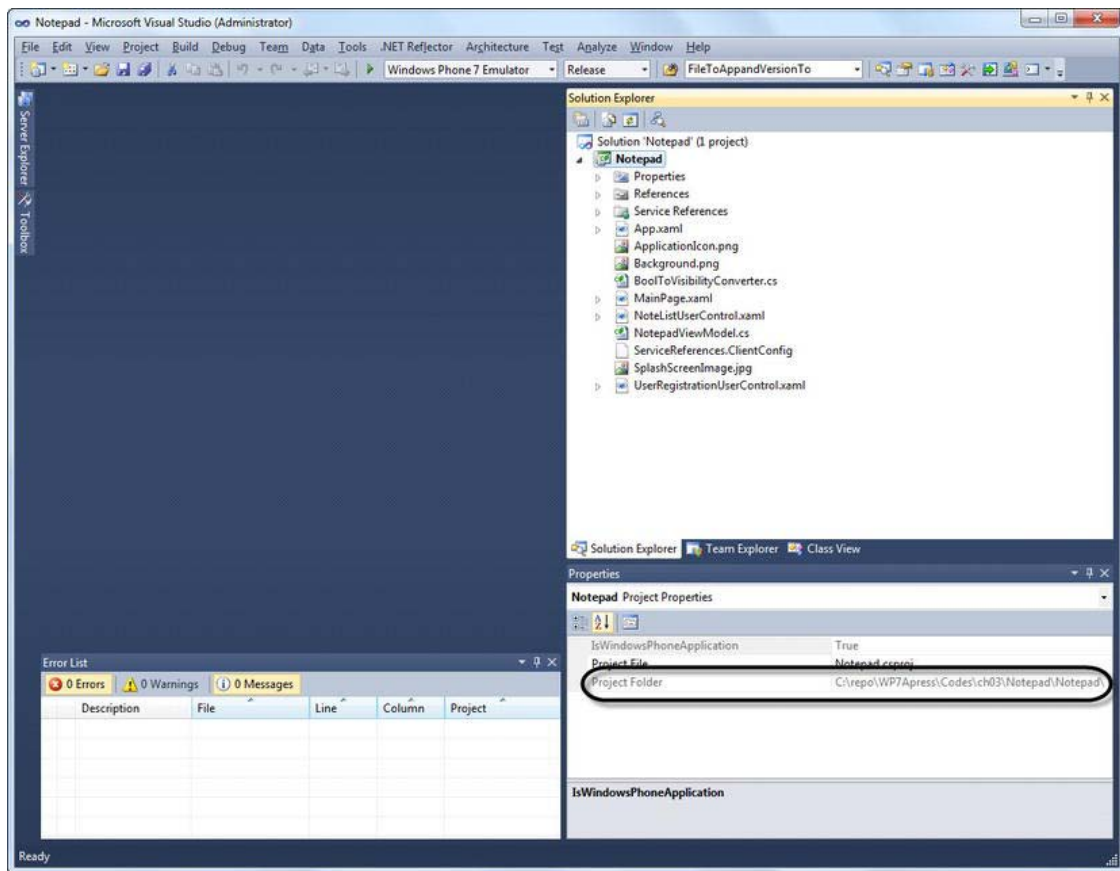 Notepad - Microsoft Visual Studio (Administrator)
File Edit View Project Build Debug Team Data Tools .NET Reflector Architecture Test Analyze Window Help
Windows Phone 7 Emulator Release FileToAppandVersionTo
Server Explorer
Toolbox
Solution Explorer
Solution 'Notepad' (1 project)
Notepad
Properties
References
Service References
App.xaml
ApplicationIcon.png
Background.png
BoolToVisibilityConverter.cs
MainPage.xaml
NoteListUserControl.xaml
NotepadViewModel.cs
ServiceReferences.ClientConfig
SplashScreenImage.jpg
UserRegistrationUserControl.xaml
Solution Explorer Team Explorer Class View
Properties
Notepad Project Properties
IsWindowsPhoneApplication True
Project File Notepad.csproj
Project Folder C:\repo\WP7Apress\Codes\ch03\Notepad\Notepad\
IsWindowsPhoneApplication
Error List
0 Errors 0 Warnings 0 Messages
Description File Line Column Project
Ready